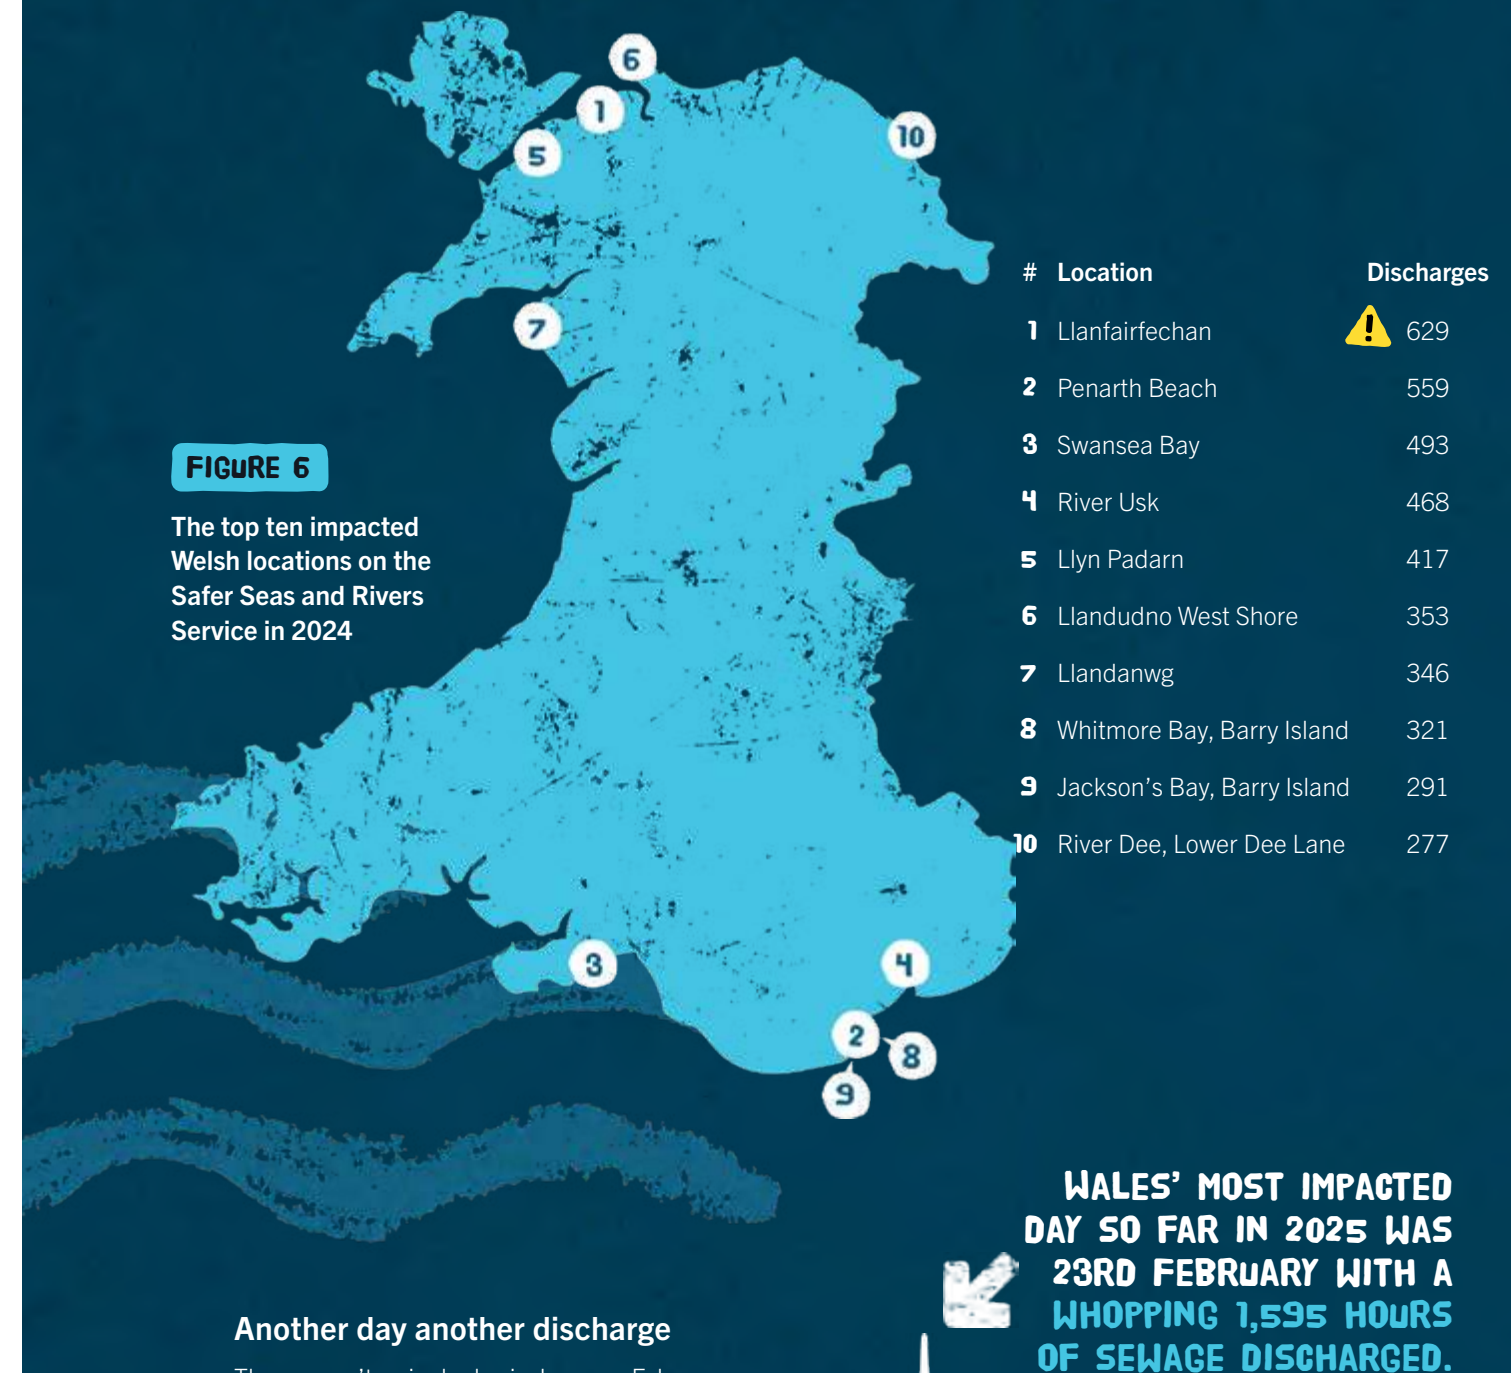 6
1
10
5
7
# Location Discharges
1 Llanfairfechan ! 629
2 Penarth Beach 559
3 Swansea Bay 493
4 River Usk 468
5 Llyn Padarn 417
6 Llandudno West Shore 353
7 Llandanwg 346
8 Whitmore Bay, Barry Island 321
9 Jackson's Bay, Barry Island 291
10 River Dee, Lower Dee Lane 277
FIGURE 6
The top ten impacted
Welsh locations on the
Safer Seas and Rivers
Service in 2024
3
4
2
8
9
WALES' MOST IMPACTED
DAY SO FAR IN 2025 WAS
23RD FEBRUARY WITH A
WHOPPING 1,595 HOURS
OF SEWAGE DISCHARGED.
Another day another discharge